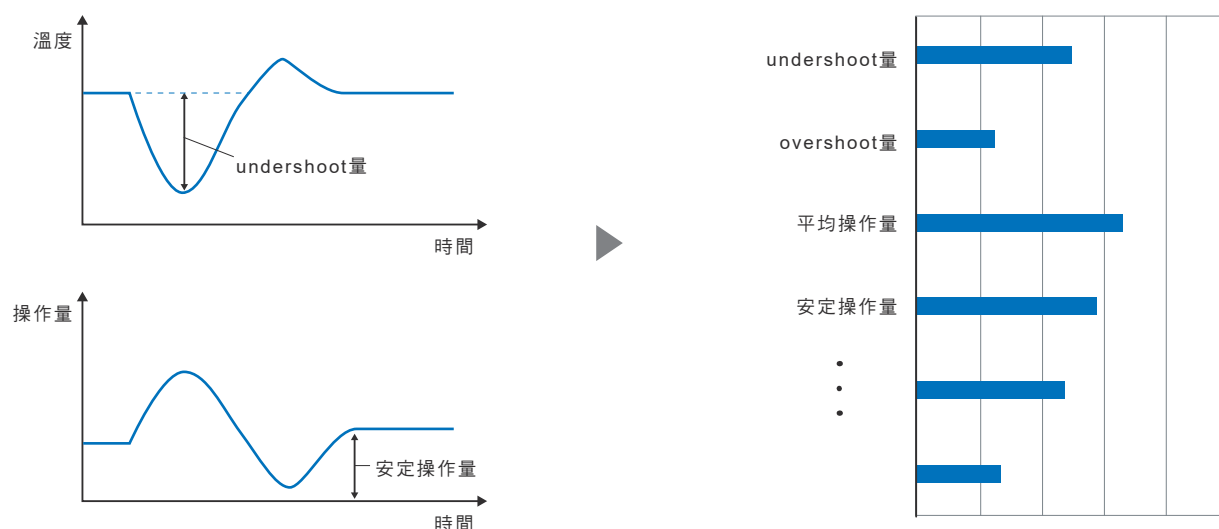 溫度
undershoot量
時間
操作量
安定操作量
時間
undershoot量
overshoot量
平均操作量
安定操作量